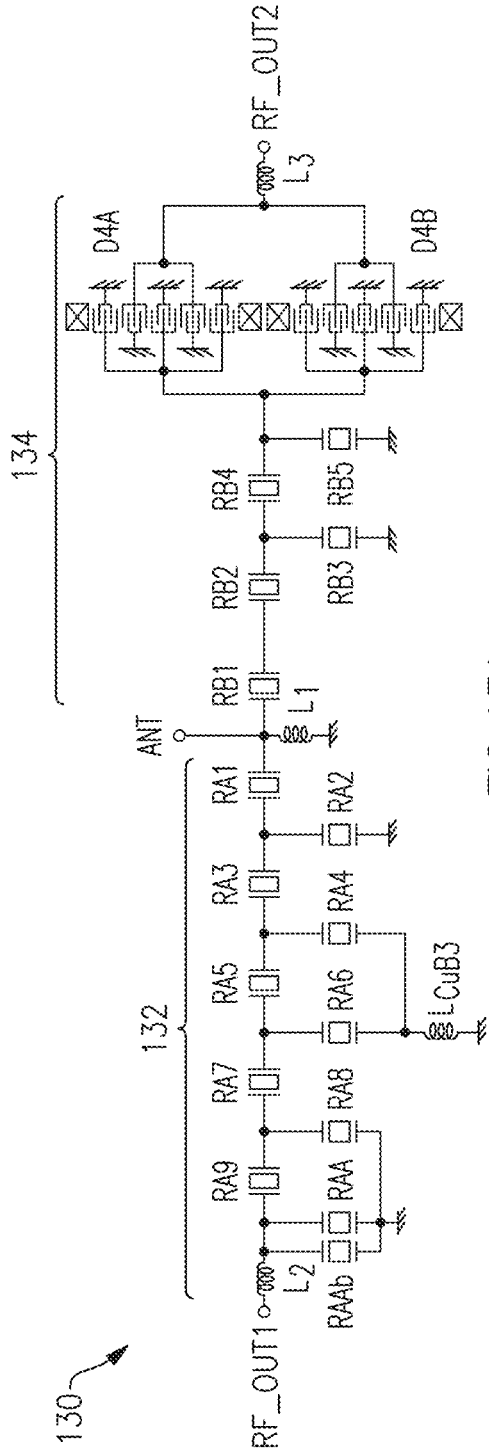 130
132
134
ANT
RF_OUT1
L2
RAAb
RAA
RA9
RA8
RA7
RA6
RA5
RA4
RA3
RA2
RA1
LCuB3
L1
RB1
RB2
RB3
RB4
RB5
D4A
D4B
L3
RF_OUT2